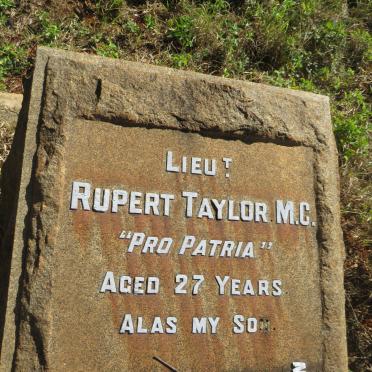 LIEUT.
RUPERT TAYLOR M.C.
"PRO PATRIA"
AGED 27 YEARS
ALAS MY SON